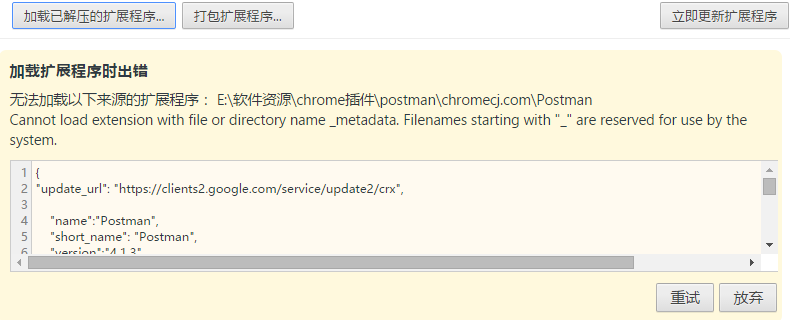 加载已解压的扩展程序... 打包扩展程序... 立即更新扩展程序
加载扩展程序时出错
无法加载以下来源的扩展程序： E:\软件资源\chrome插件\postman\chromecj.com\Postman
Cannot load extension with file or directory name _metadata. Filenames starting with "_" are reserved for use by the
system.
1 {
2 "update_url": "https://clients2.google.com/service/update2/crx",
3
4 "name":"Postman",
5 "short_name": "Postman",
6 "version":"4.1.3"
重试 放弃